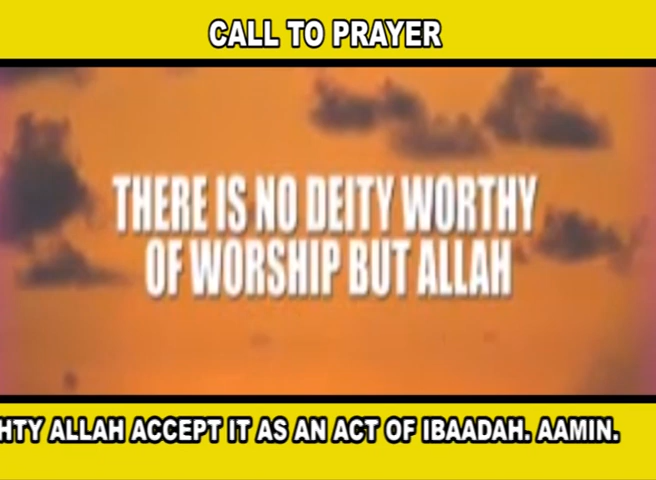 CALL TO PRAYER
THERE IS NO DEITY WORTHY
OF WORSHIP BUT ALLAH
HTY ALLAH ACCEPT IT AS AN ACT OF IBAADAH. AAMIN.